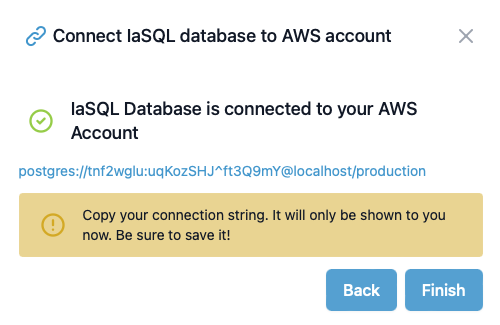 Connect IaSQL database to AWS account
IaSQL Database is connected to your AWS
Account
postgres://tnf2wglu:uqKozSHJ^ft3Q9mY@localhost/production
Copy your connection string. It will only be shown to you
now. Be sure to save it!
Back
Finish